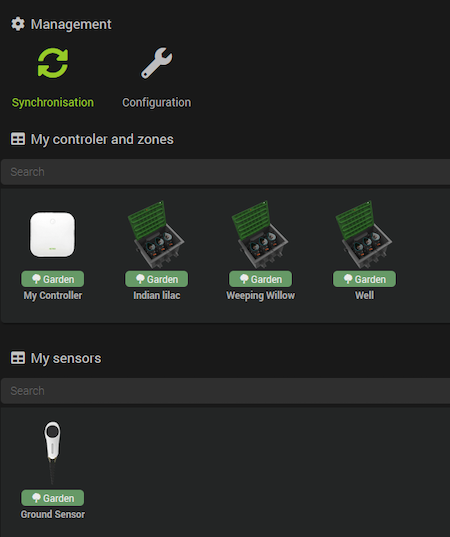 Management
Synchronisation Configuration
My controler and zones
Search
Garden Garden Garden Garden
My Controller Indian lilac Weeping Willow Well
My sensors
Search
Garden
Ground Sensor